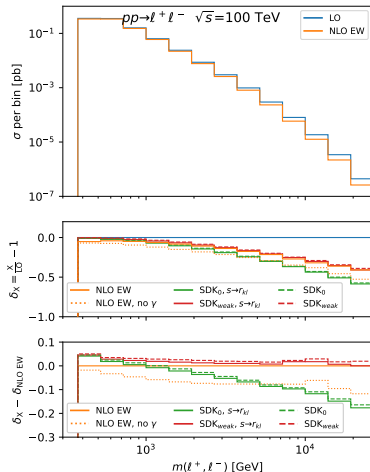 pp→ℓ⁺ℓ⁻ √s=100 TeV
LO
NLO EW
σ per bin [pb]
10⁻¹
10⁻³
10⁻⁵
10⁻⁷
δ_X = X/LO − 1
0.0
−0.5
−1.0
NLO EW
NLO EW, no γ
SDK₀, s→r_kl
SDK_weak, s→r_kl
SDK₀
SDK_weak
δ_X − δ_NLO EW
0.1
0.0
−0.1
−0.2
−0.3
NLO EW
NLO EW, no γ
SDK₀, s→r_kl
SDK_weak, s→r_kl
SDK₀
SDK_weak
10³
10⁴
m(ℓ⁺,ℓ⁻) [GeV]